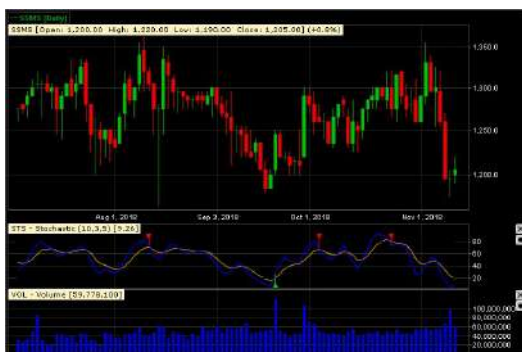 SSMS (Daily)
SSMS [Open: 1,200.00 High: 1,220.00 Low: 1,190.00 Close: 1,205.00] (+0.8%)
1,350.0
1,300.0
1,250.0
1,200.0
Aug 1, 2018 Sep 3, 2018 Oct 1, 2018 Nov 1, 2018
STS - Stochastic (10,3,5) [9.26]
80
60
40
20
VOL - Volume [59,778,100]
100,000,000
80,000,000
60,000,000
40,000,000
20,000,000